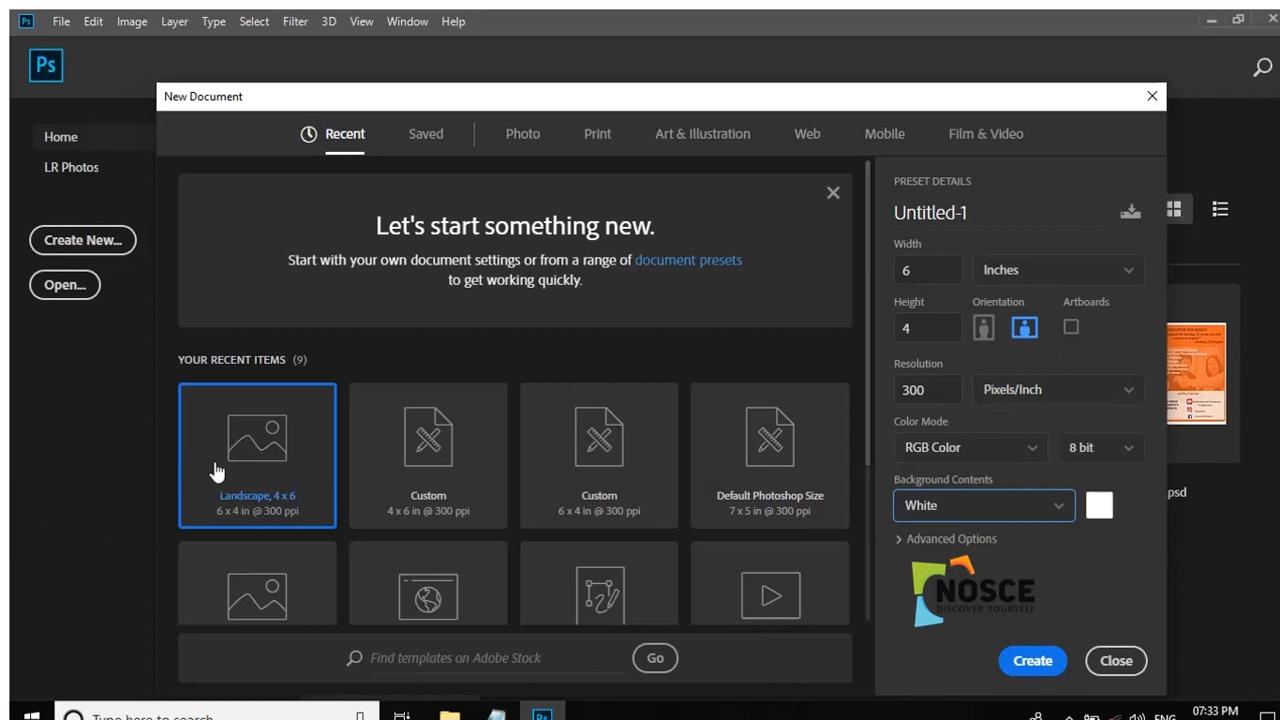 Ps File Edit Image Layer Type Select Filter 3D View Window Help
Ps
New Document
Home
LR Photos
Create New...
Open...
Recent Saved Photo Print Art & Illustration Web Mobile Film & Video
Let's start something new.
Start with your own document settings or from a range of document presets
to get working quickly.
YOUR RECENT ITEMS (9)
Landscape, 4 x 6
6 x 4 in @ 300 ppi
Custom
4 x 6 in @ 300 ppi
Custom
6 x 4 in @ 300 ppi
Default Photoshop Size
7 x 5 in @ 300 ppi
Find templates on Adobe Stock Go
PRESET DETAILS
Untitled-1
Width
6 Inches
Height Orientation Artboards
4
Resolution
300 Pixels/Inch
Color Mode
RGB Color 8 bit
Background Contents
White
Advanced Options
NOSCE
DISCOVER YOURSELF
Create Close
.psd
Type here to search
Ps
ENG
07:33 PM